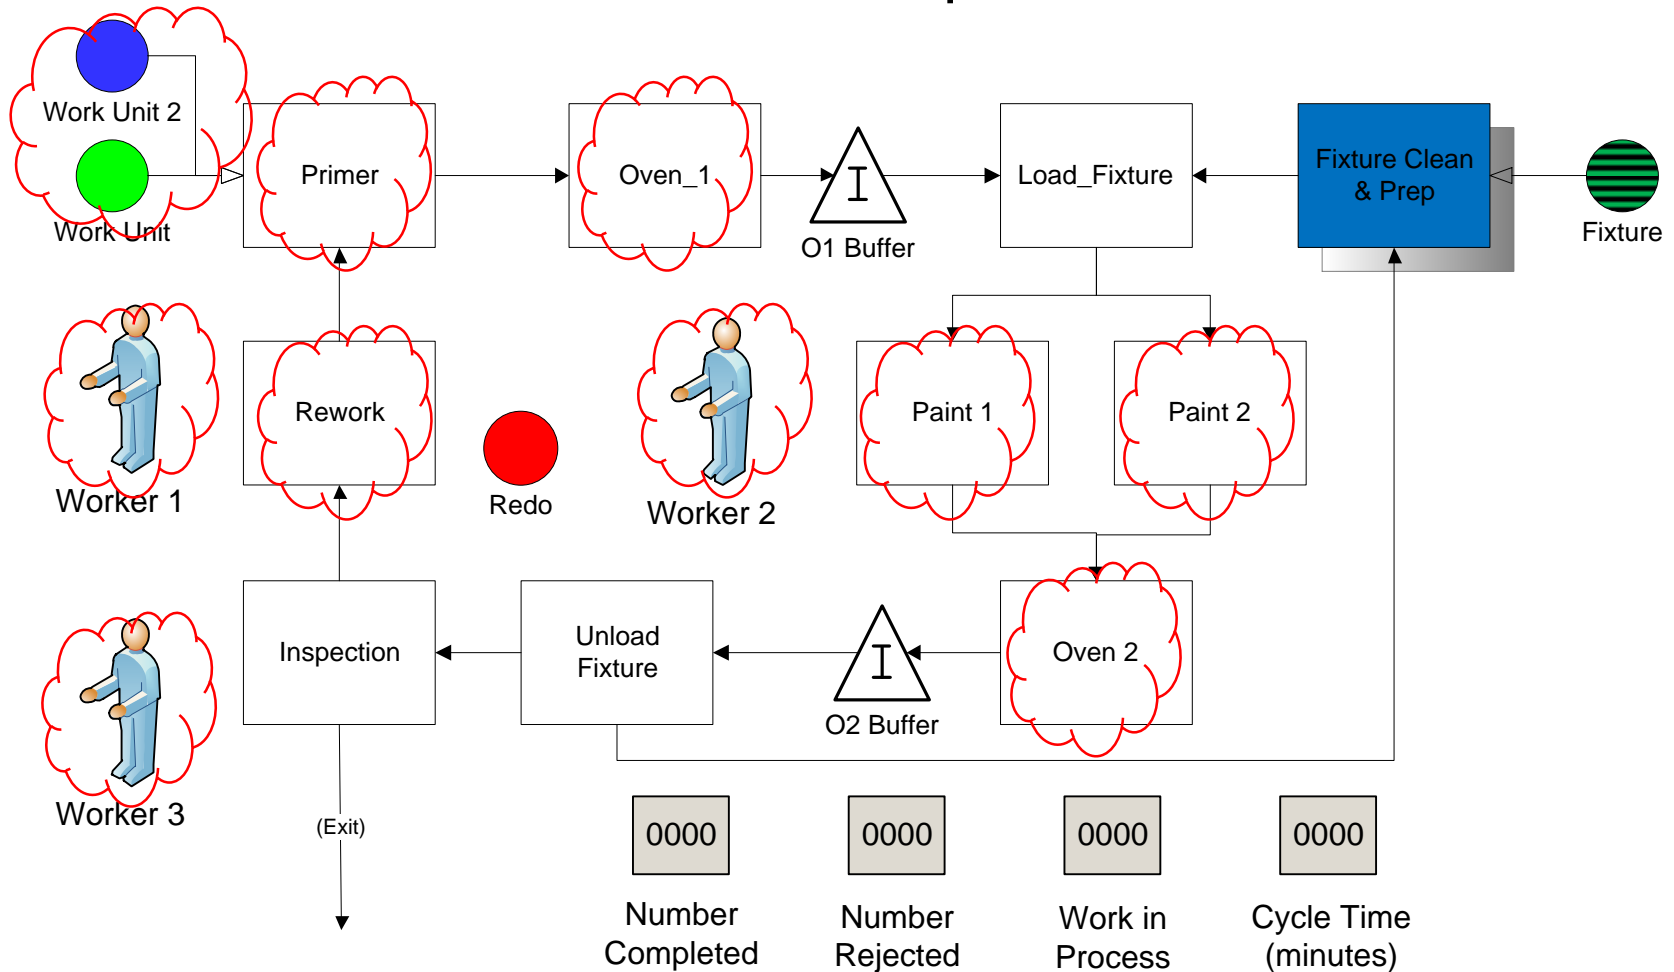 Work Unit 2
Work Unit
Primer
Oven_1
O1 Buffer
Load_Fixture
Fixture Clean
& Prep
Fixture
Worker 1
Rework
Redo
Worker 2
Paint 1
Paint 2
Worker 3
Inspection
Unload
Fixture
O2 Buffer
Oven 2
(Exit)
0000
0000
0000
0000
Number
Completed
Number
Rejected
Work in
Process
Cycle Time
(minutes)